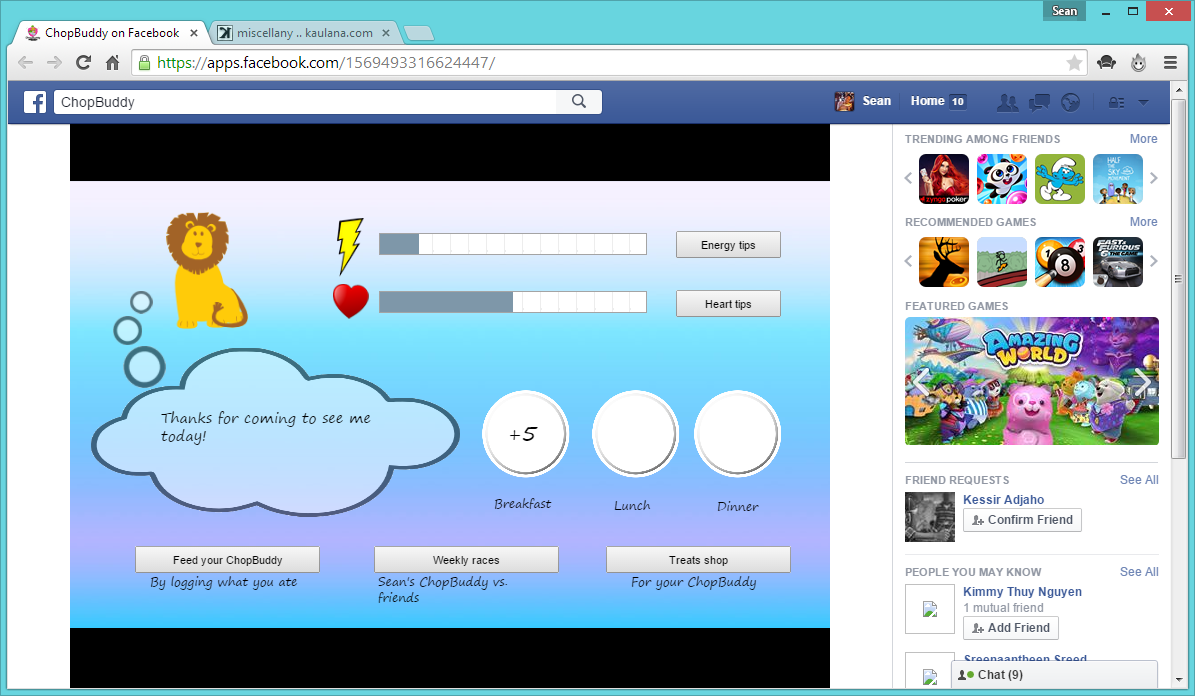 Sean
ChopBuddy on Facebook
miscellany .. kaulana.com
https://apps.facebook.com/1569493316624447/
ChopBuddy
Sean
Home 10
TRENDING AMONG FRIENDS More
zynga poker
HALF THE SKY MOVEMENT
RECOMMENDED GAMES More
1 3
8
FAST & FURIOUS
THE GAME
FEATURED GAMES
AMAZING WORLD
Energy tips
Heart tips
Thanks for coming to see me
today!
+5
Breakfast
Lunch
Dinner
Feed your ChopBuddy
By logging what you ate
Weekly races
Sean's ChopBuddy vs.
friends
Treats shop
For your ChopBuddy
FRIEND REQUESTS See All
Kessir Adjaho
Confirm Friend
PEOPLE YOU MAY KNOW See All
Kimmy Thuy Nguyen
1 mutual friend
Add Friend
Sreenaantheen Sreed
Chat (9)